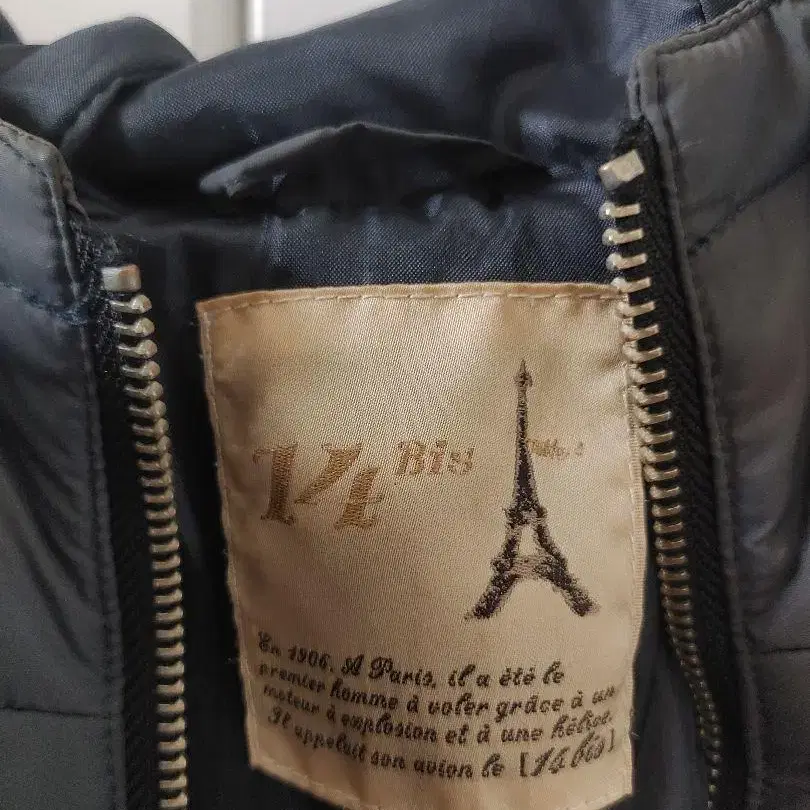 14 Bis
En 1906. A Paris, il a été le
premier homme à voler grâce à un
moteur à explosion et à une hélice.
Il appelait son avion le [14 bis]